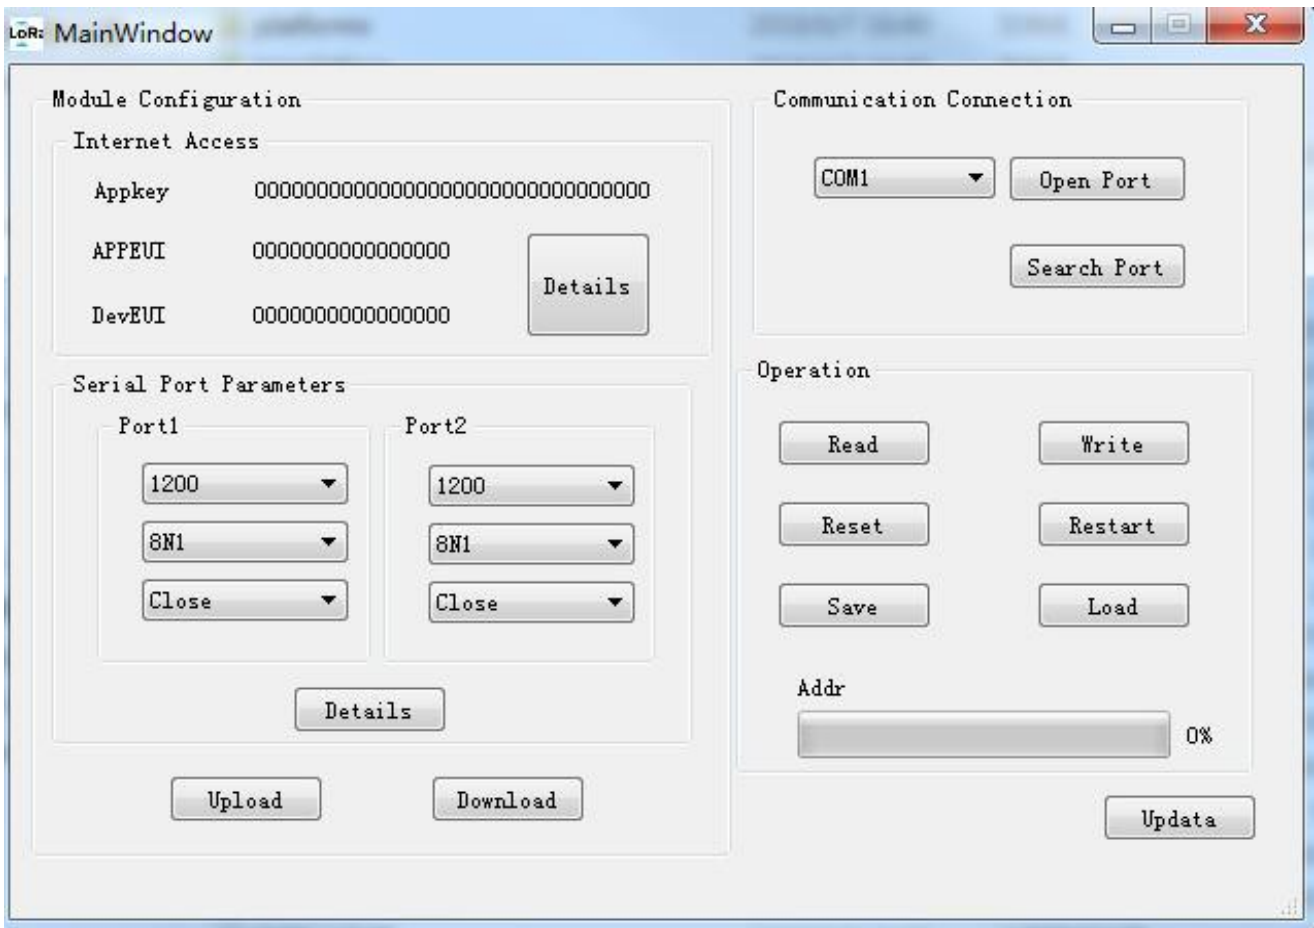 LoRa MainWindow
Module Configuration
Internet Access
Appkey 00000000000000000000000000000000
APPEUI 0000000000000000
DevEUI 0000000000000000
Details
Serial Port Parameters
Port1
1200
8N1
Close
Port2
1200
8N1
Close
Details
Upload
Download
Communication Connection
COM1
Open Port
Search Port
Operation
Read
Write
Reset
Restart
Save
Load
Addr
0%
Updata